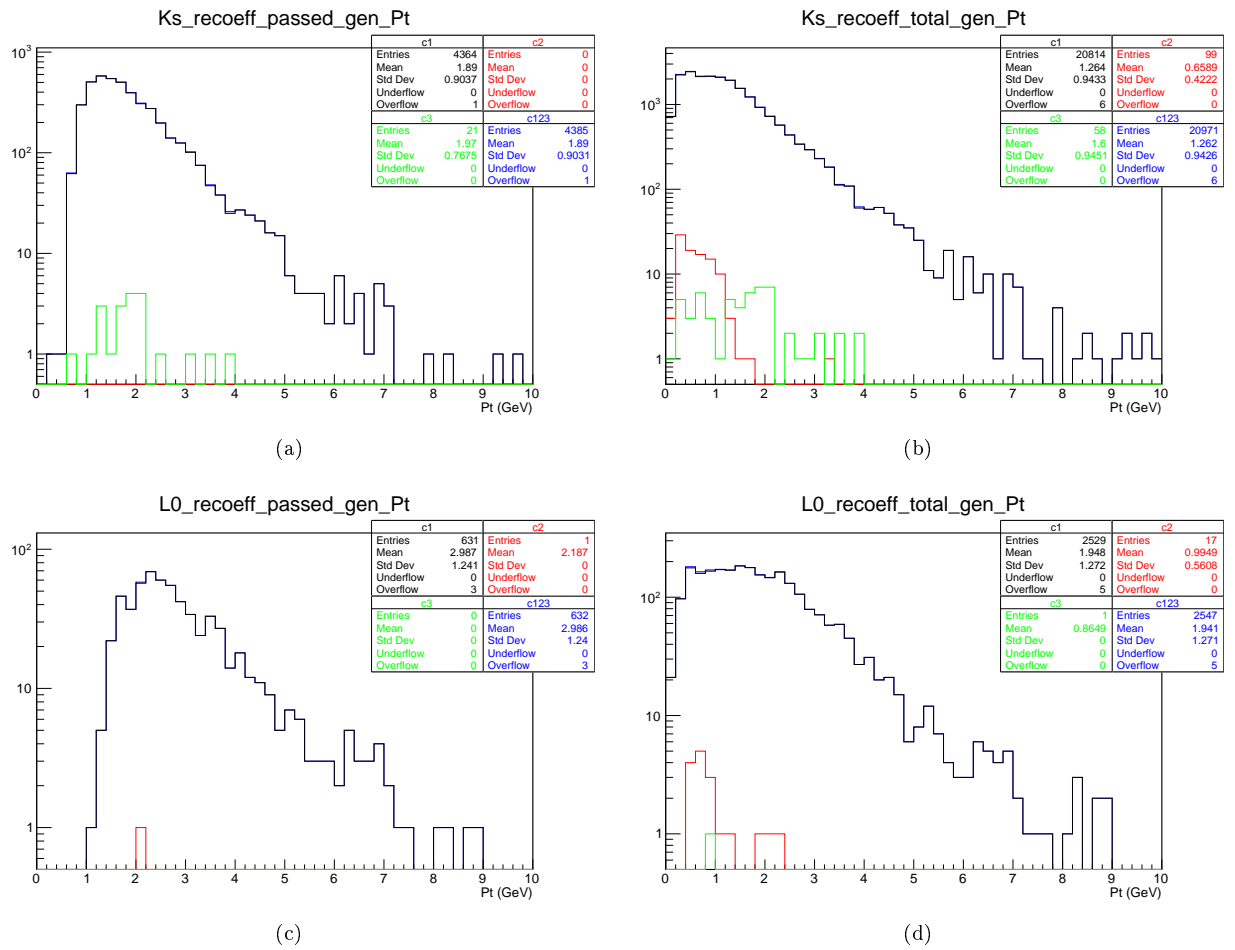 Ks_recoeff_passed_gen_Pt
c1 c2
Entries 4364 Entries 0
Mean 1.89 Mean 0
Std Dev 0.9037 Std Dev 0
Underflow 0 Underflow 0
Overflow 1 Overflow 0
c3 c123
Entries 21 Entries 4385
Mean 1.97 Mean 1.89
Std Dev 0.7675 Std Dev 0.9031
Underflow 0 Underflow 0
Overflow 0 Overflow 1
10³
10²
10
1
0 1 2 3 4 5 6 7 8 9 10
Pt (GeV)
(a)
Ks_recoeff_total_gen_Pt
c1 c2
Entries 20814 Entries 99
Mean 1.264 Mean 0.6589
Std Dev 0.9433 Std Dev 0.4222
Underflow 0 Underflow 0
Overflow 6 Overflow 0
c3 c123
Entries 58 Entries 20971
Mean 1.6 Mean 1.262
Std Dev 0.9451 Std Dev 0.9426
Underflow 0 Underflow 0
Overflow 0 Overflow 6
10³
10²
10
1
0 1 2 3 4 5 6 7 8 9 10
Pt (GeV)
(b)
L0_recoeff_passed_gen_Pt
c1 c2
Entries 631 Entries 1
Mean 2.987 Mean 2.187
Std Dev 1.241 Std Dev 0
Underflow 0 Underflow 0
Overflow 3 Overflow 0
c3 c123
Entries 0 Entries 632
Mean 0 Mean 2.986
Std Dev 0 Std Dev 1.24
Underflow 0 Underflow 0
Overflow 0 Overflow 3
10²
10
1
0 1 2 3 4 5 6 7 8 9 10
Pt (GeV)
(c)
L0_recoeff_total_gen_Pt
c1 c2
Entries 2529 Entries 17
Mean 1.948 Mean 0.9949
Std Dev 1.272 Std Dev 0.5608
Underflow 0 Underflow 0
Overflow 5 Overflow 0
c3 c123
Entries 1 Entries 2547
Mean 0.8649 Mean 1.941
Std Dev 0 Std Dev 1.271
Underflow 0 Underflow 0
Overflow 0 Overflow 5
10²
10
1
0 1 2 3 4 5 6 7 8 9 10
Pt (GeV)
(d)